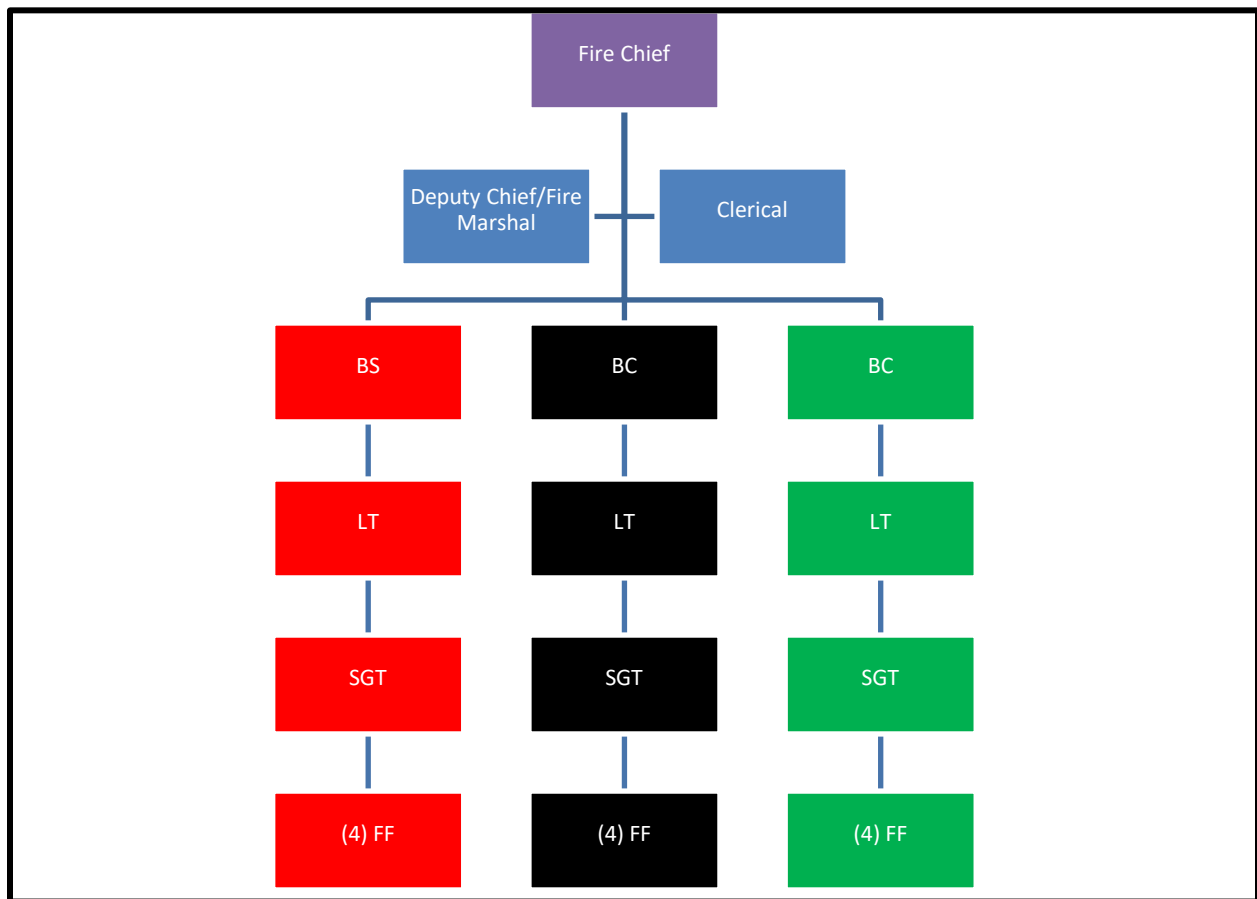 Fire Chief
Deputy Chief/Fire
Marshal
Clerical
BS
BC
BC
LT
LT
LT
SGT
SGT
SGT
(4) FF
(4) FF
(4) FF